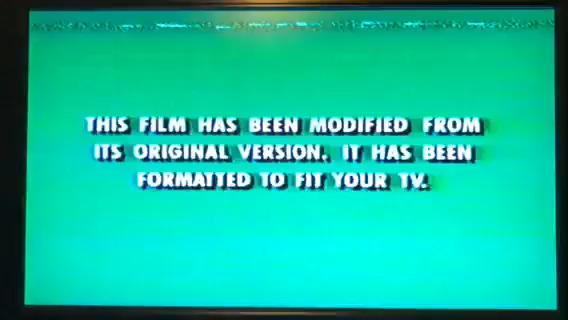 THIS FILM HAS BEEN MODIFIED FROM
ITS ORIGINAL VERSION. IT HAS BEEN
FORMATTED TO FIT YOUR TV.